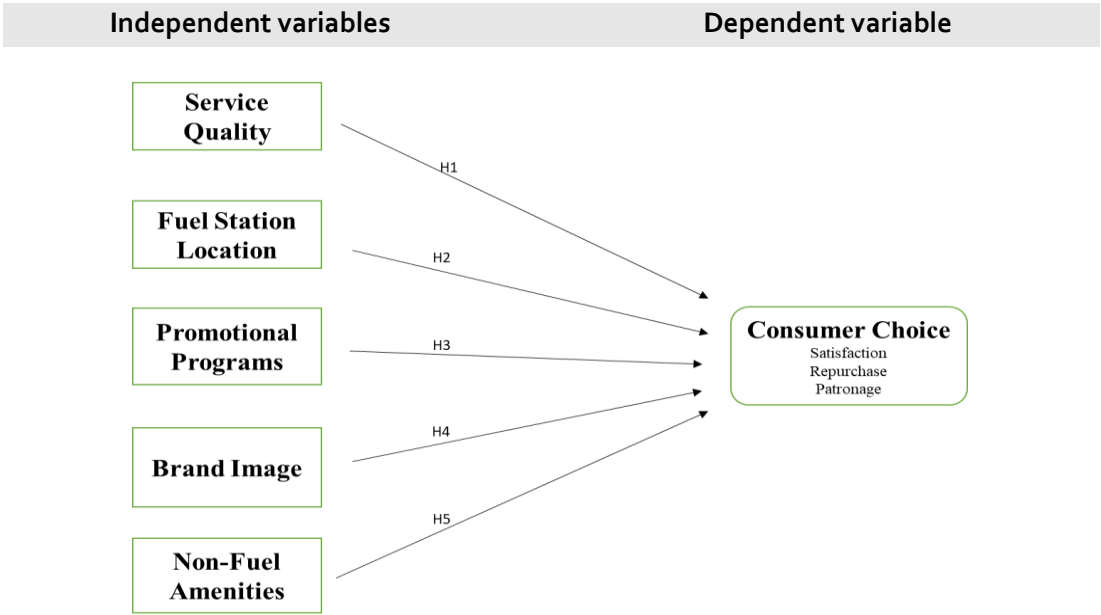 Independent variables
Dependent variable
Service
Quality
H1
Fuel Station
Location
H2
Promotional
Programs
H3
Consumer Choice
Satisfaction
Repurchase
Patronage
Brand Image
H4
Non-Fuel
Amenities
H5